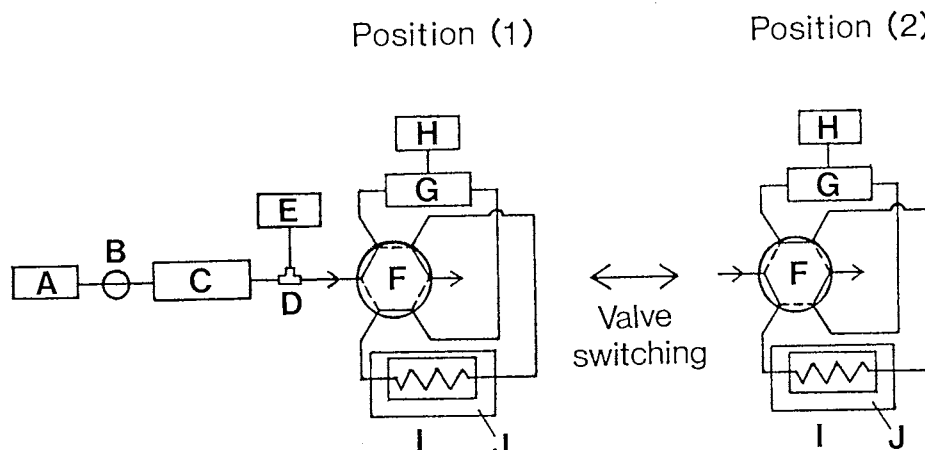 Position (1)
Position (2)
H
H
G
G
E
B
A
C
D
F
F
Valve
switching
I
J
I
J